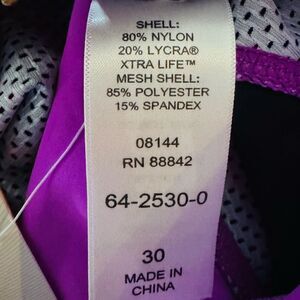 SHELL:
80% NYLON
20% LYCRA®
XTRA LIFE™
MESH SHELL:
85% POLYESTER
15% SPANDEX
08144
RN 88842
64-2530-0
30
MADE IN
CHINA